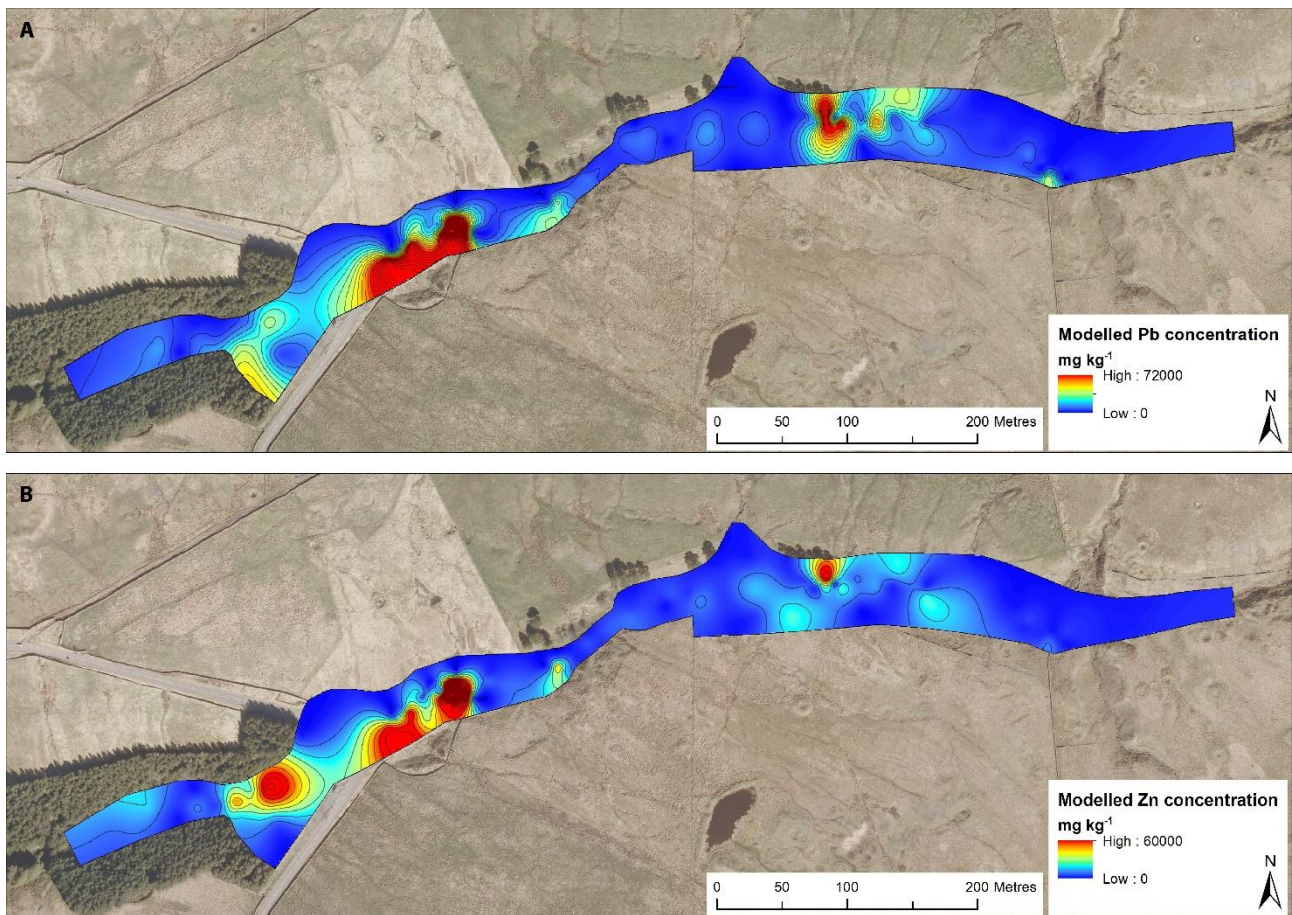 A
Modelled Pb concentration
mg kg⁻¹
High : 72000
Low : 0
N
0 50 100 200 Metres
B
Modelled Zn concentration
mg kg⁻¹
High : 60000
Low : 0
N
0 50 100 200 Metres